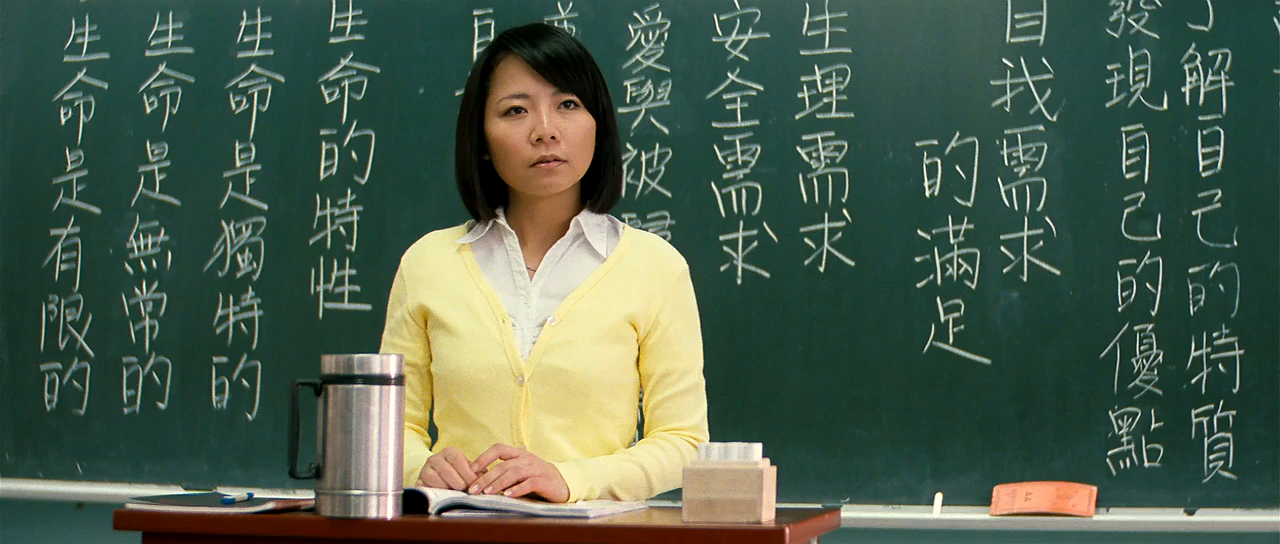 了解自己的特質
發現自己的優點
自我需求
的滿足
生理需求
安全需求
愛與被歸
生命的特性
生命是獨特的
生命是無常的
生命是有限的